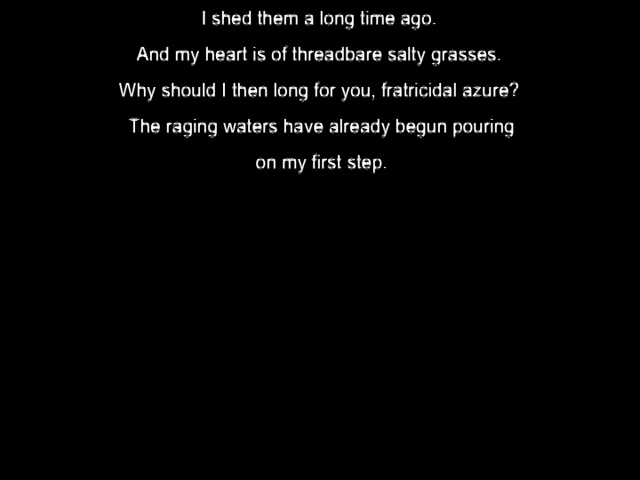 I shed them a long time ago.
And my heart is of threadbare salty grasses.
Why should I then long for you, fratricidal azure?
The raging waters have already begun pouring
on my first step.